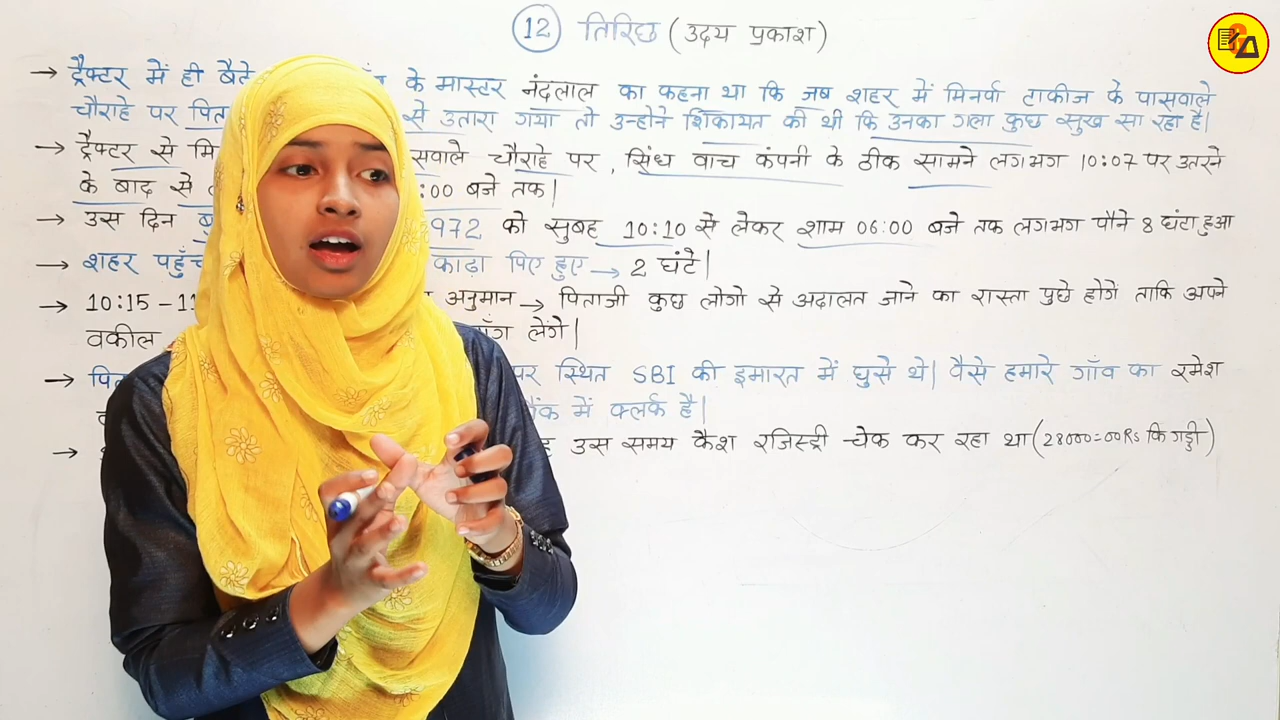 12 तिरिछ (उदय प्रकाश)
→ ट्रैक्टर में ही बैठे के मास्टर नंदलाल का कहना था कि जब शहर में मिनर्वा टाकीज के पासवाले
चौराहे पर से उतारा गया तो उन्होंने शिकायत की थी कि उनका गला कुछ सुख सा रहा है।
→ ट्रैक्टर से चौराहे पर, सिंध वाच कंपनी के ठीक सामने लगभग 10:07 पर उतरने
के बाद से :00 बजे तक।
→ उस दिन 972 को सुबह 10:10 से लेकर शाम 06:00 बजे तक लगभग पौने 8 घंटा हुआ
→ शहर काढ़ा पिए हुए → 2 घंटे।
→ 10:15 - अनुमान → पिताजी कुछ लोगो से अदालत जाने का रास्ता पुछे होगें ताकि अपने
वकील लेंगे।
→ पर स्थित SBI की इमारत में घुसे थे। वैसे हमारे गाँव का रमेश
में क्लर्क है।
→ उस समय कैश रजिस्ट्री चेक कर रहा था (28000=00Rs कि गड्डी)